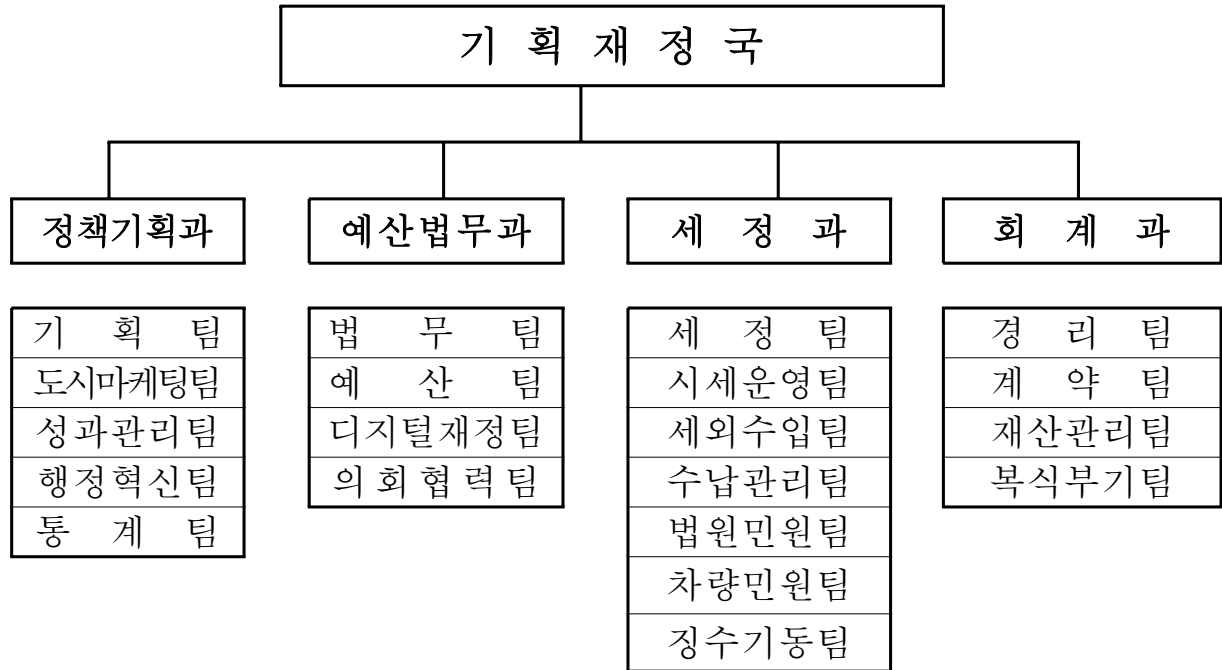 기 획 재 정 국
정책기획과
예산법무과
세 정 과
회 계 과
기 획 팀
도시마케팅팀
성과관리팀
행정혁신팀
통 계 팀
법 무 팀
예 산 팀
디지털재정팀
의회협력팀
세 정 팀
시세운영팀
세외수입팀
수납관리팀
법원민원팀
차량민원팀
징수기동팀
경 리 팀
계 약 팀
재산관리팀
복식부기팀